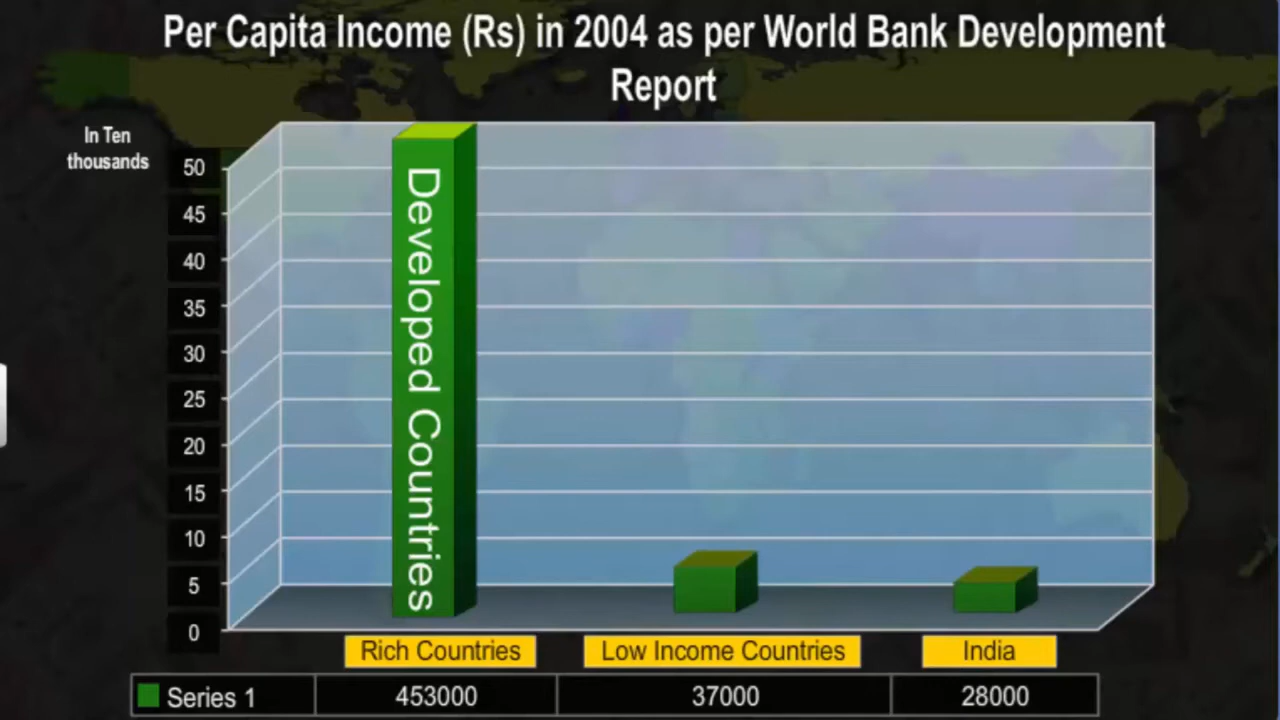 Per Capita Income (Rs) in 2004 as per World Bank Development
Report
In Ten
thousands
50
45
40
35
30
25
20
15
10
5
0
Developed Countries
Rich Countries
Low Income Countries
India
Series 1 453000 37000 28000